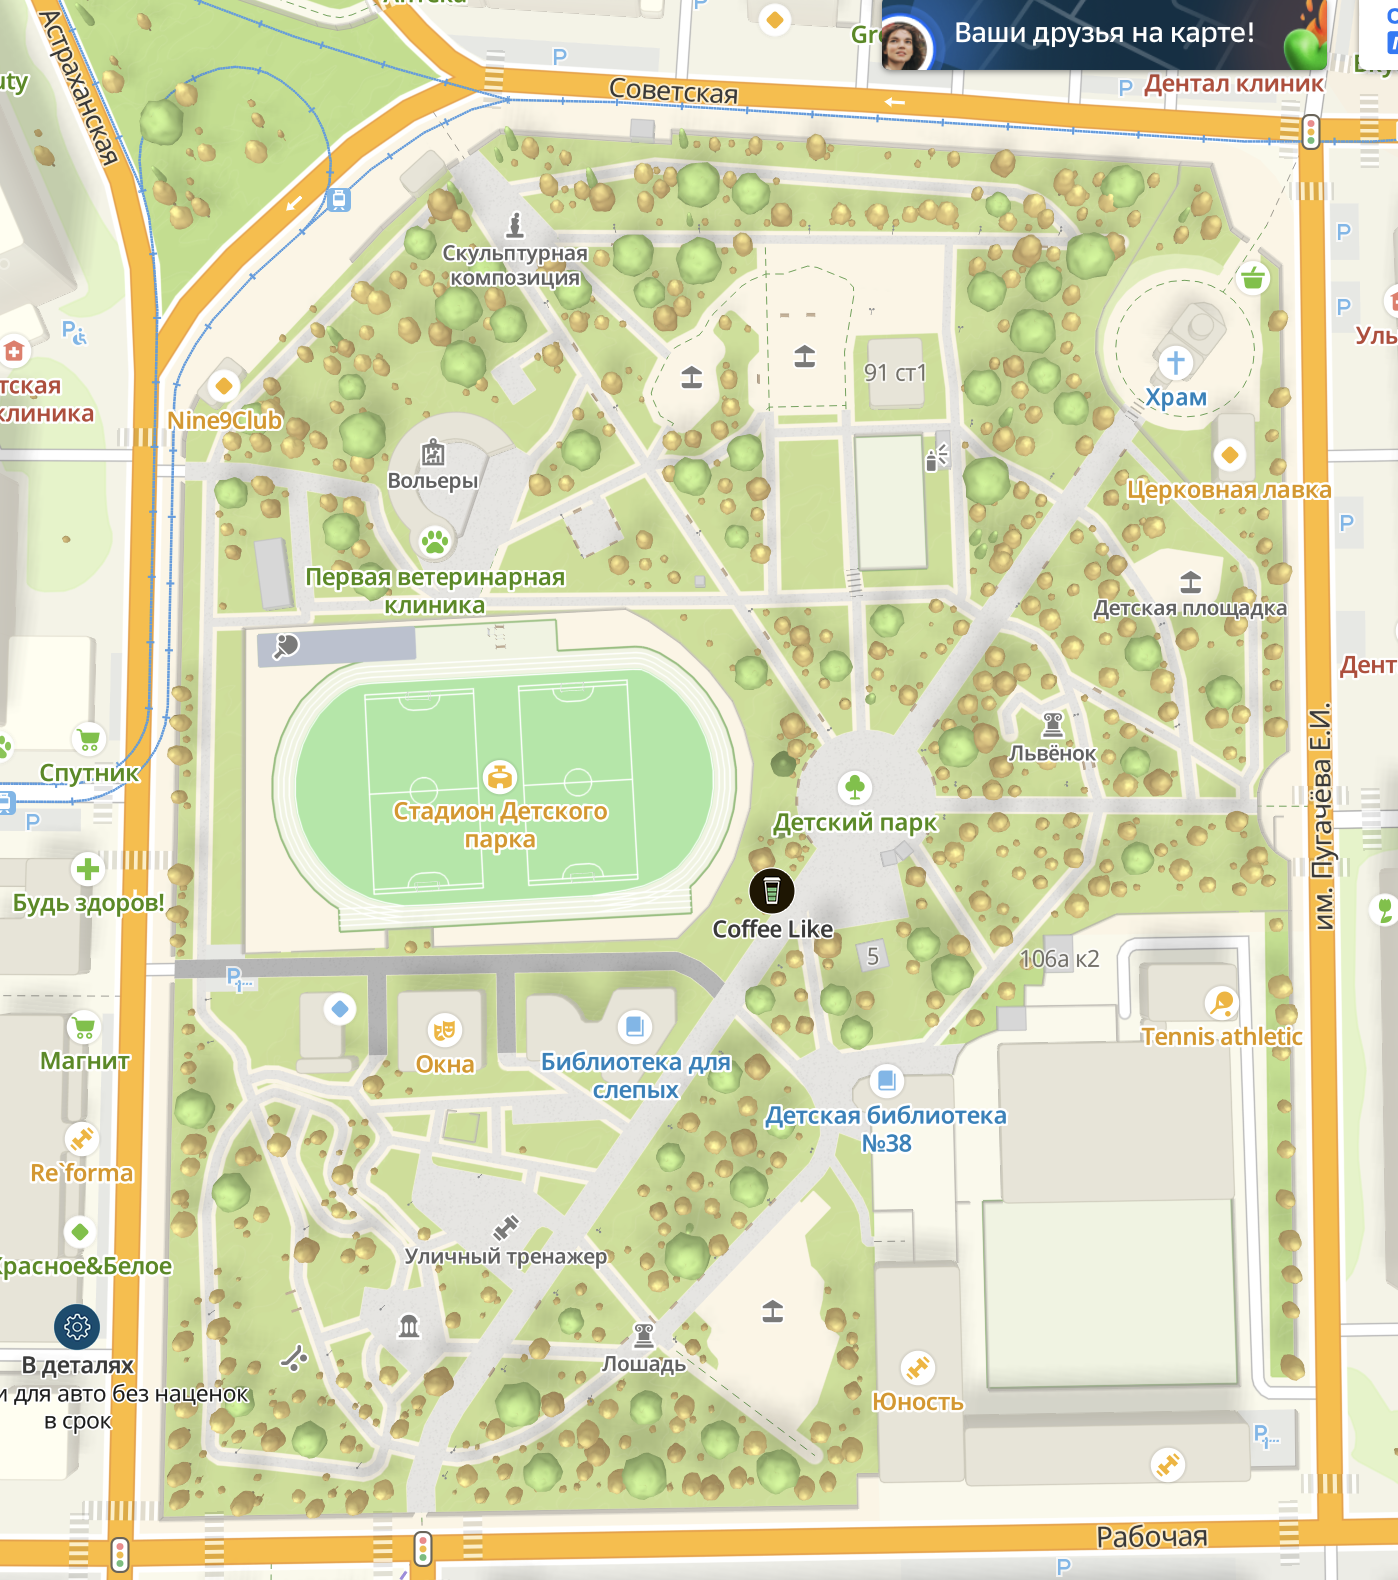 Аптека
Ваши друзья на карте!
Дентал клиник
Астраханская
Советская
Скульптурная
композиция
клиника
Nine9Club
91 ст1
Храм
Вольеры
Церковная лавка
Первая ветеринарная
клиника
Детская площадка
Львёнок
им. Пугачёва Е.И.
Спутник
Стадион Детского
парка
Детский парк
Будь здоров!
Coffee Like
5
106а к2
Магнит
Окна
Библиотека для
слепых
Tennis athletic
Детская библиотека
№38
Re`forma
Уличный тренажер
Красное&Белое
В деталях
и для авто без наценок
в срок
Лошадь
Юность
Рабочая
P